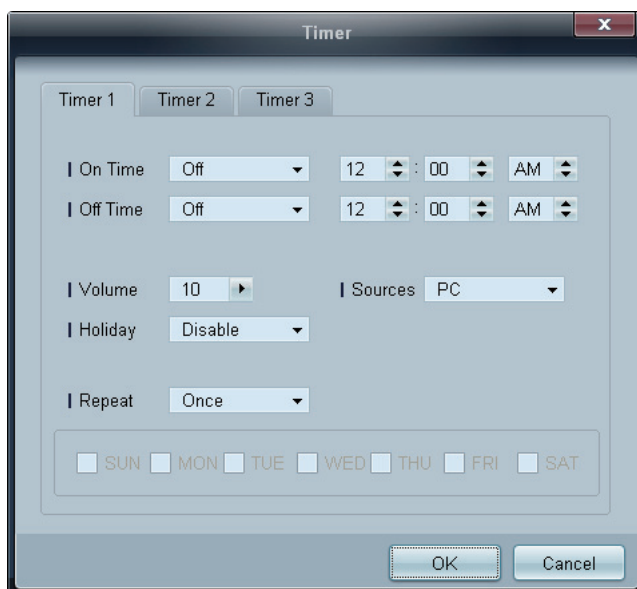 Timer
x
Timer 1 Timer 2 Timer 3
On Time Off 12 : 00 AM
Off Time Off 12 : 00 AM
Volume 10 Sources PC
Holiday Disable
Repeat Once
SUN MON TUE WED THU FRI SAT
OK Cancel